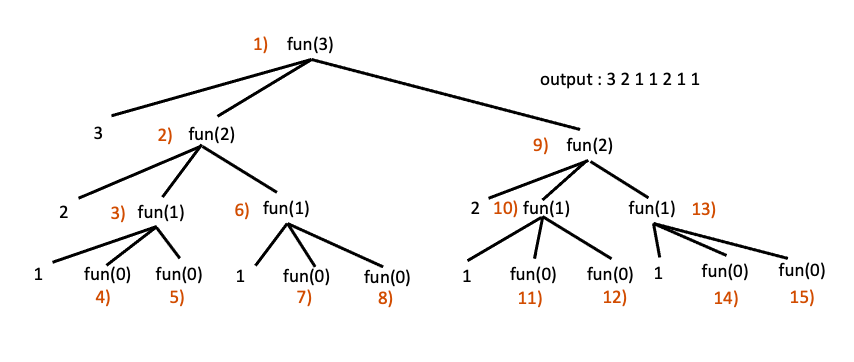 1) fun(3)
output : 3 2 1 1 2 1 1
3 2) fun(2)
9) fun(2)
2 3) fun(1) 6) fun(1) 2 10) fun(1) fun(1) 13)
1 fun(0) fun(0) 1 fun(0) fun(0) 1 fun(0) fun(0) 1 fun(0) fun(0)
4) 5) 7) 8) 11) 12) 14) 15)